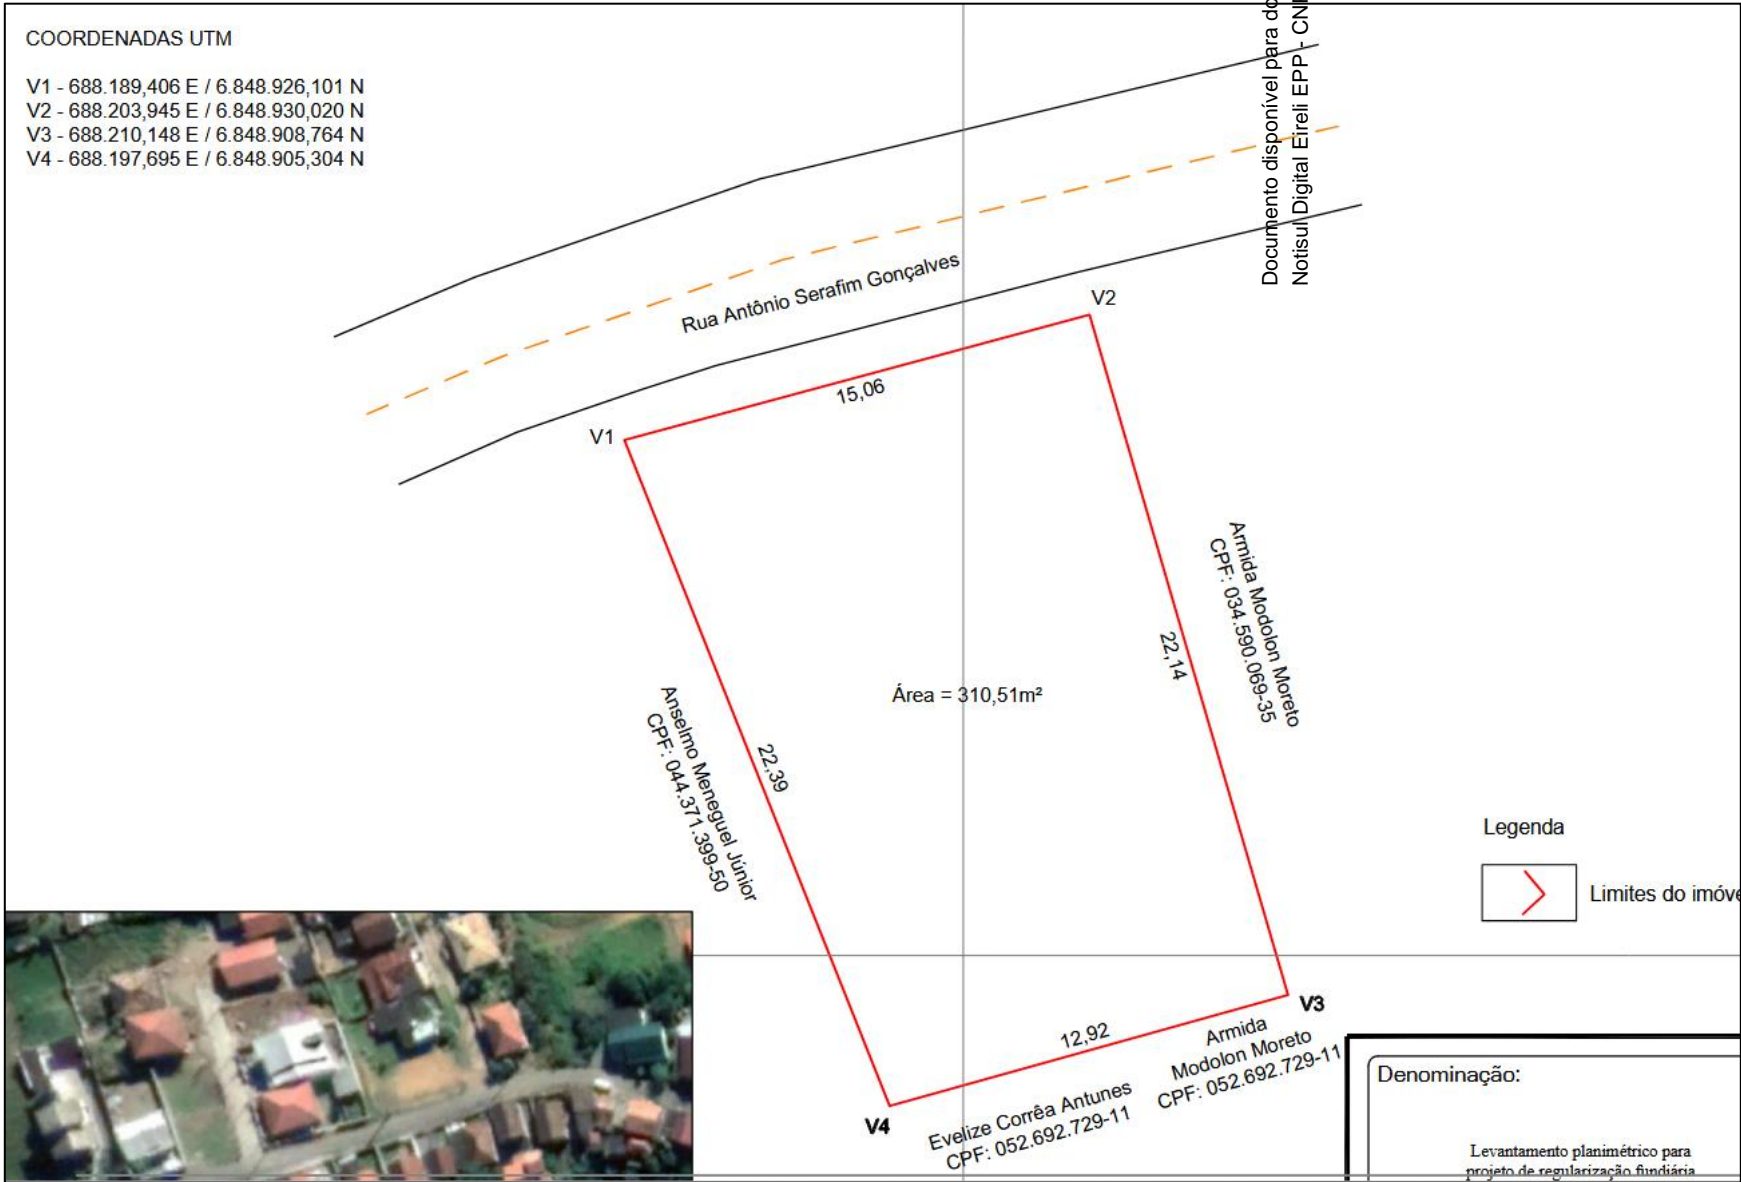 COORDENADAS UTM
V1 - 688.189,406 E / 6.848.926,101 N
V2 - 688.203,945 E / 6.848.930,020 N
V3 - 688.210,148 E / 6.848.908,764 N
V4 - 688.197,695 E / 6.848.905,304 N
Documento disponível para
Notisul Digital Eireli EPP - 
Rua Antônio Serafim Gonçalves
V2
15,06
V1
Armida Modolon Moreto
CPF: 034.590.069-35
22,14
Área = 310,51m²
Anselmo Meneguel Júnior
CPF: 044.371.399-50
22,39
Legenda
Limites do
V3
12,92
Armida
Modolon Moreto
CPF: 052.692.729-11
V4
Evelize Corrêa Antunes
CPF: 052.692.729-11
Denominação:
Levantamento planimétrico para
projeto de regularização fundiária